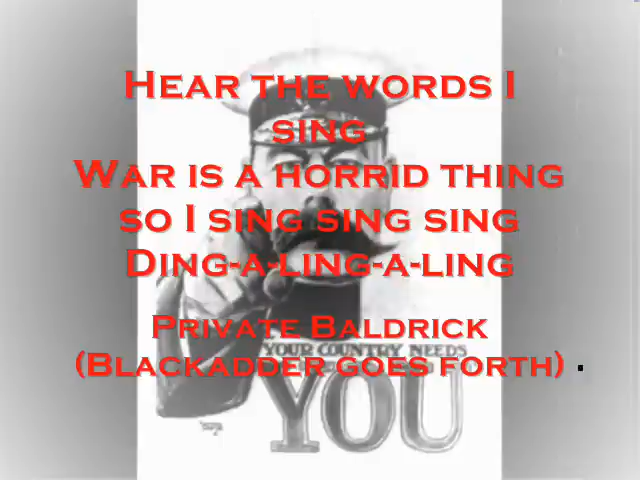 Hear the words I
sing
War is a horrid thing
so I sing sing sing
Ding-a-ling-a-ling
Private Baldrick
YOUR COUNTRY NEEDS
(Blackadder goes forth)
YOU